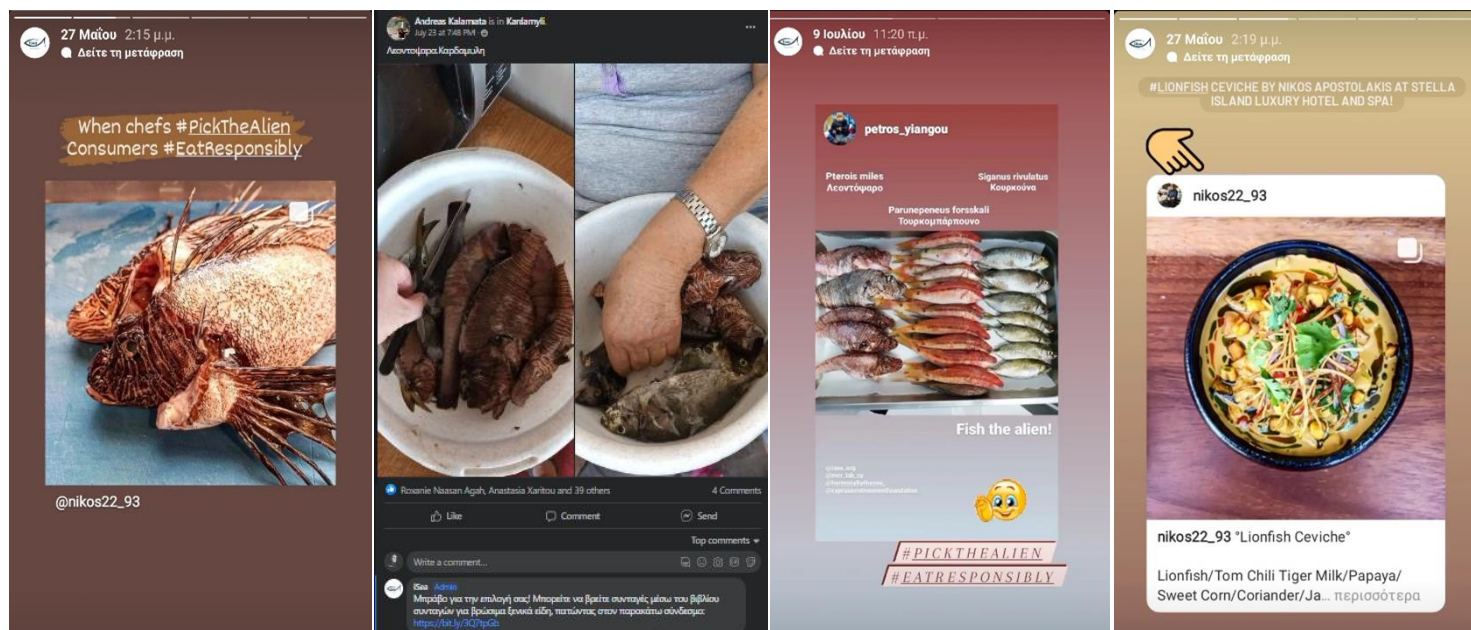 27 Μαΐου 2:15 μ.μ.
Δείτε τη μετάφραση
When chefs #PickTheAlien
Consumers #EatResponsibly
@nikos22_93
Andreas Kalamata is in Kardamyli.
July 23 at 7:48 PM
Λεοντοψαρα.Καρδαμυλη
Roxanie Naasan Agah, Anastasia Xaritou and 39 others
4 Comments
Like Comment Send
Top comments
Write a comment...
iSea Admin
Μπράβο για την επιλογή σας! Μπορείτε να βρείτε συνταγές μέσω του βιβλίου
συνταγών για βρώσιμα ξενικά είδη, πατώντας στον παρακάτω σύνδεσμο:
https://bit.ly/3Q7tpGb
9 Ιουλίου 11:20 π.μ.
Δείτε τη μετάφραση
petros_yiangou
Pterois miles
Λεοντόψαρο
Siganus rivulatus
Κουρκούνα
Parupeneus forsskali
Τουρκομπάρπουνο
Fish the alien!
#PICKTHEALIEN
#EATRESPONSIBLY
27 Μαΐου 2:19 μ.μ.
Δείτε τη μετάφραση
#LIONFISH CEVICHE BY NIKOS APOSTOLAKIS AT STELLA
ISLAND LUXURY HOTEL AND SPA!
nikos22_93
nikos22_93 °Lionfish Ceviche°
Lionfish/Tom Chili Tiger Milk/Papaya/
Sweet Corn/Coriander/Ja... περισσότερα